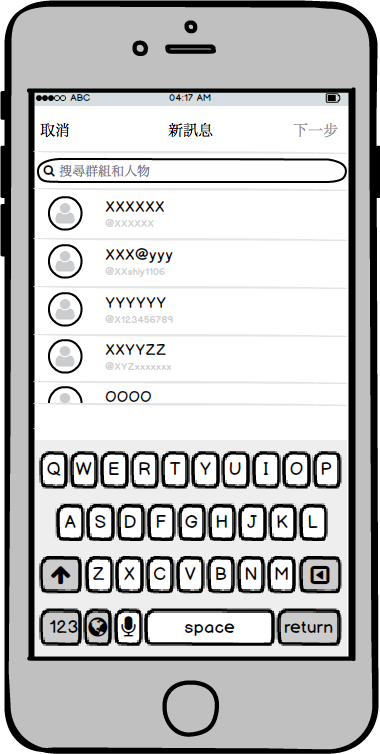 ABC 04:17 AM
取消 新訊息 下一步
搜尋群組和人物
XXXXXX
@XXXXXX
XXX@yyy
@XXshly1106
YYYYYY
@X123456789
XXYYZZ
@XYZxxxxxxx
OOOO
Q W E R T Y U I O P
A S D F G H J K L
Z X C V B N M
123 space return